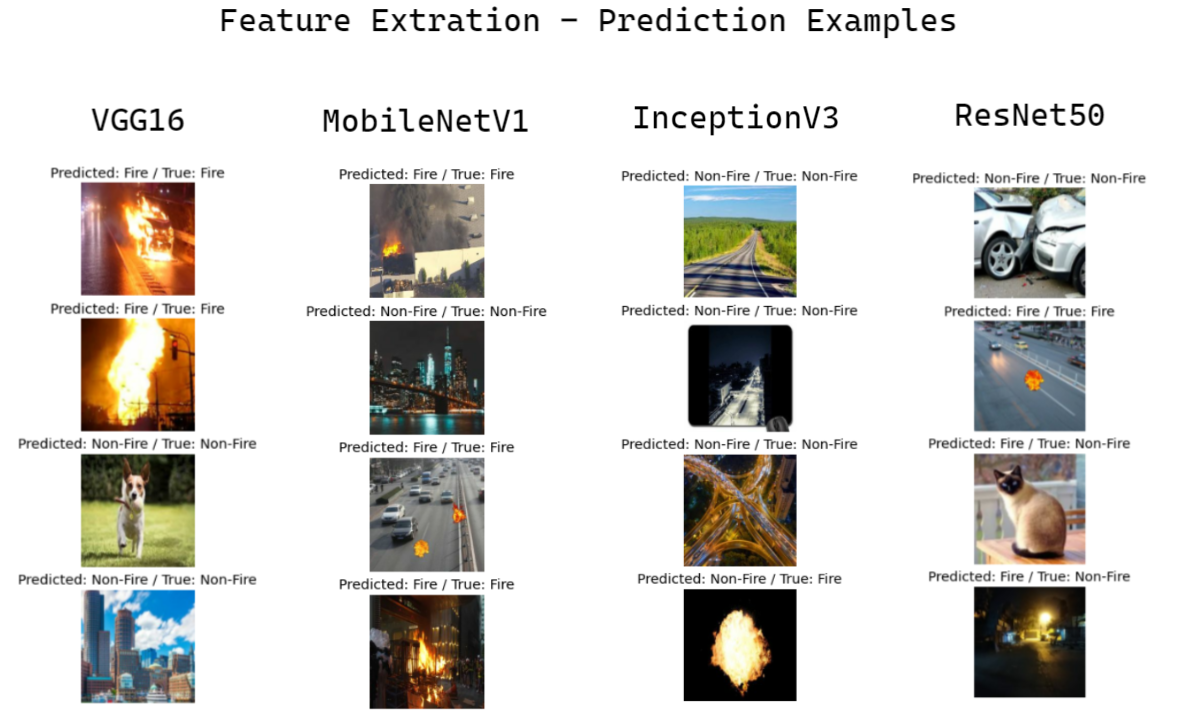 Feature Extration – Prediction Examples
VGG16
Predicted: Fire / True: Fire
Predicted: Fire / True: Fire
Predicted: Non-Fire / True: Non-Fire
Predicted: Non-Fire / True: Non-Fire
MobileNetV1
Predicted: Fire / True: Fire
Predicted: Non-Fire / True: Non-Fire
Predicted: Fire / True: Fire
Predicted: Fire / True: Fire
InceptionV3
Predicted: Non-Fire / True: Non-Fire
Predicted: Non-Fire / True: Non-Fire
Predicted: Non-Fire / True: Non-Fire
Predicted: Non-Fire / True: Fire
ResNet50
Predicted: Non-Fire / True: Non-Fire
Predicted: Fire / True: Fire
Predicted: Fire / True: Non-Fire
Predicted: Fire / True: Non-Fire